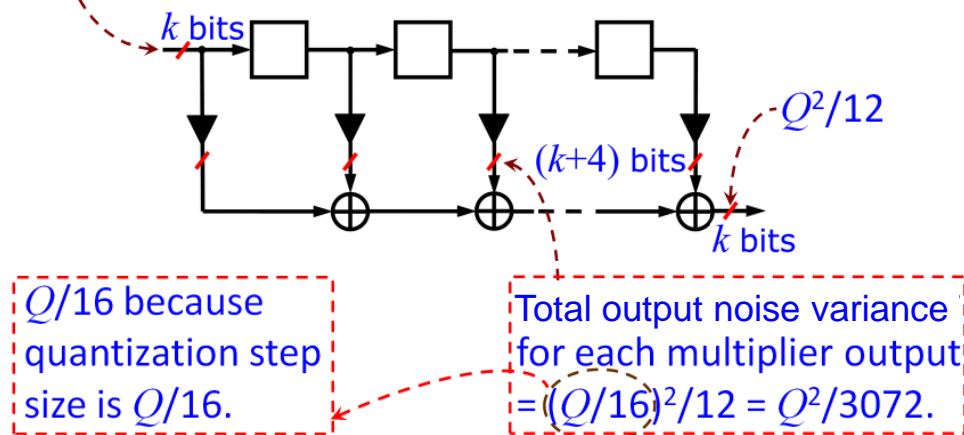 k bits
Q²/12
(k+4) bits
k bits
Q/16 because
quantization step
size is Q/16.
Total output noise variance
for each multiplier output
= (Q/16)²/12 = Q²/3072.